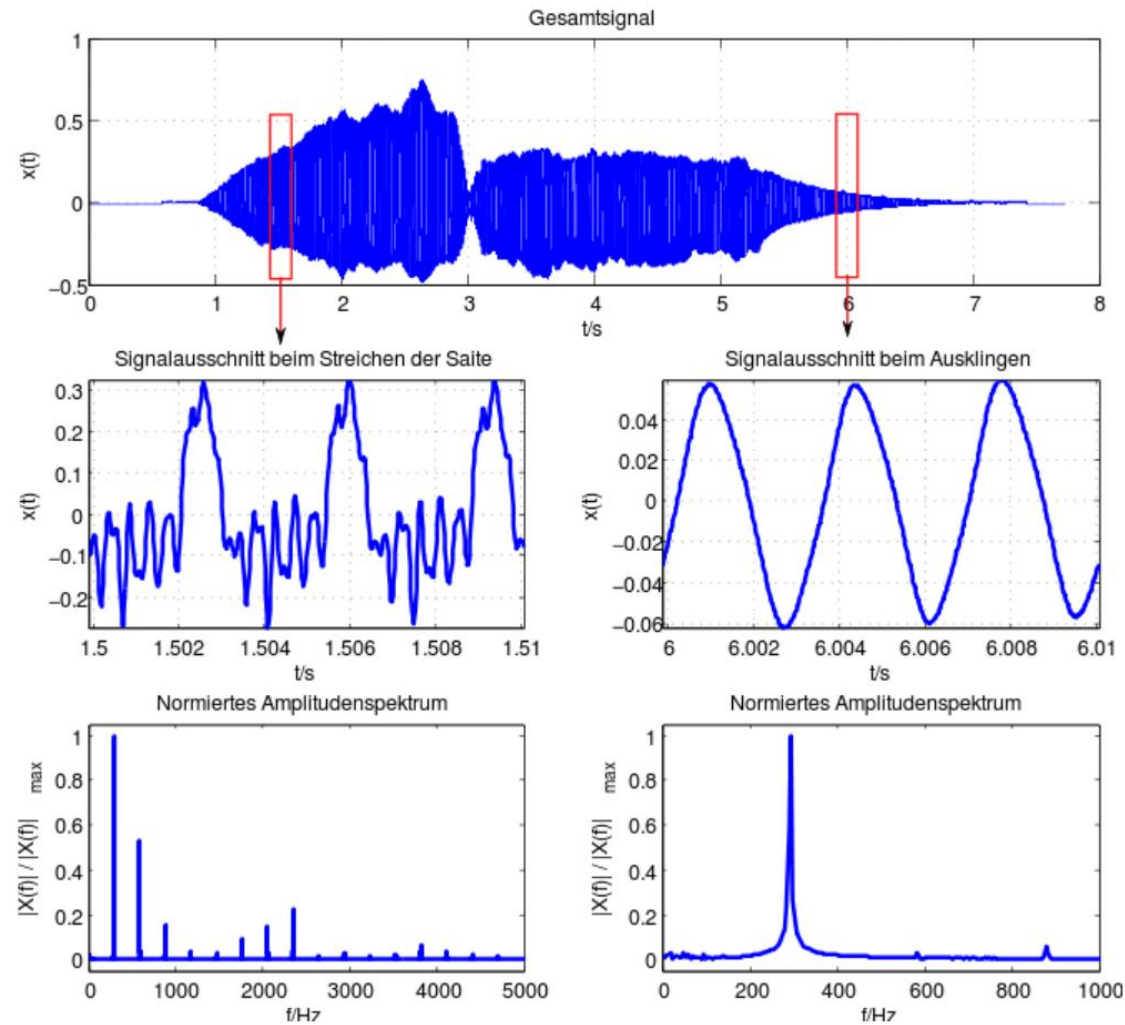 Gesamtsignal
1
0.5
0
−0.5
x(t)
0 1 2 3 4 5 6 7 8
t/s
Signalausschnitt beim Streichen der Saite
0.3
0.2
0.1
0
−0.1
−0.2
x(t)
1.5 1.502 1.504 1.506 1.508 1.51
t/s
Signalausschnitt beim Ausklingen
0.04
0.02
0
−0.02
−0.04
−0.06
x(t)
6 6.002 6.004 6.006 6.008 6.01
t/s
Normiertes Amplitudenspektrum
1
0.8
0.6
0.4
0.2
0
|X(f)| / |X(f)| max
0 1000 2000 3000 4000 5000
f/Hz
Normiertes Amplitudenspektrum
1
0.8
0.6
0.4
0.2
0
|X(f)| / |X(f)| max
0 200 400 600 800 1000
f/Hz